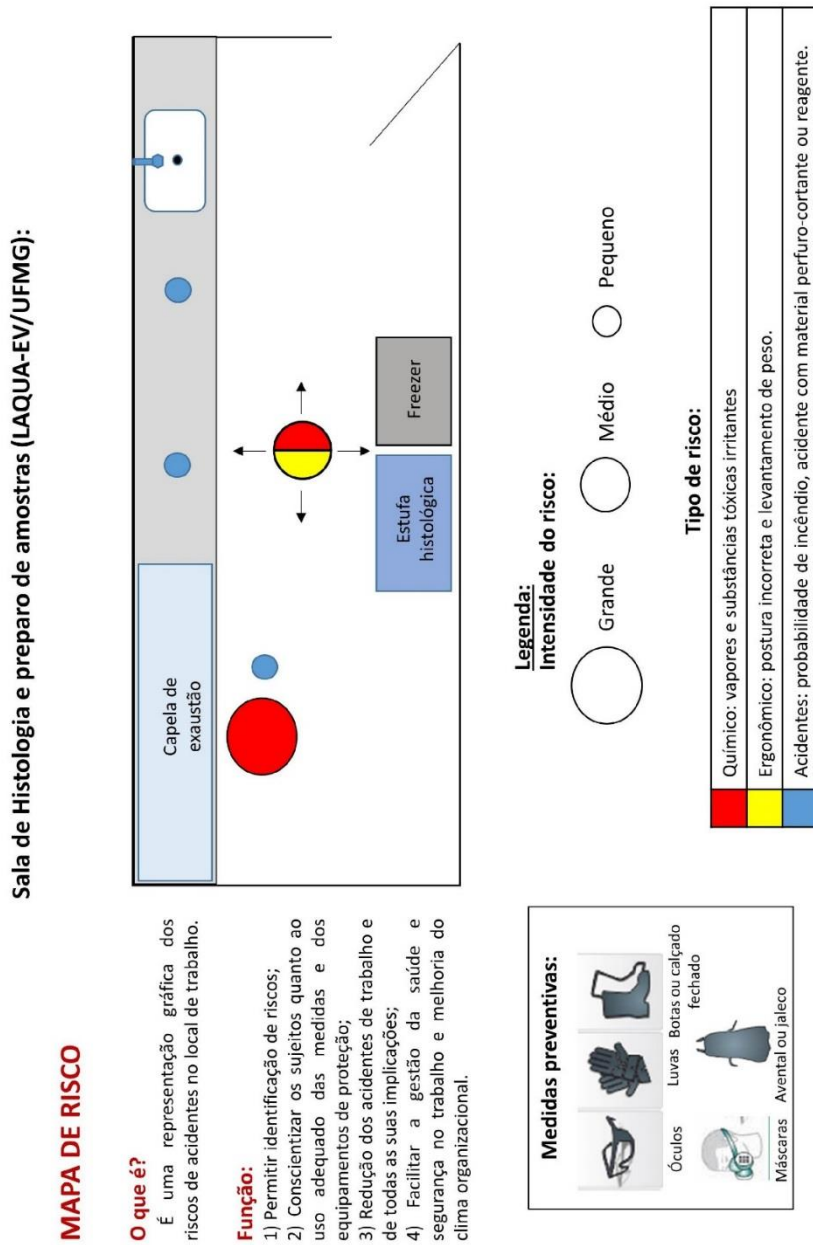 Sala de Histologia e preparo de amostras (LAQUA-EV/UFMG):
MAPA DE RISCO
O que é?
É uma representação gráfica dos
riscos de acidentes no local de trabalho.
Função:
1) Permitir identificação de riscos;
2) Conscientizar os sujeitos quanto ao
uso adequado das medidas e dos
equipamentos de proteção;
3) Redução dos acidentes de trabalho e
de todas as suas implicações;
4) Facilitar a gestão da saúde e
segurança no trabalho e melhoria do
clima organizacional.
Capela de
exaustão
Estufa
histológica
Freezer
Medidas preventivas:
Óculos
Luvas
Botas ou calçado
fechado
Máscaras
Avental ou jaleco
Legenda:
Intensidade do risco:
Grande
Médio
Pequeno
Tipo de risco:
Químico: vapores e substâncias tóxicas irritantes
Ergonômico: postura incorreta e levantamento de peso.
Acidentes: probabilidade de incêndio, acidente com material perfuro-cortante ou reagente.